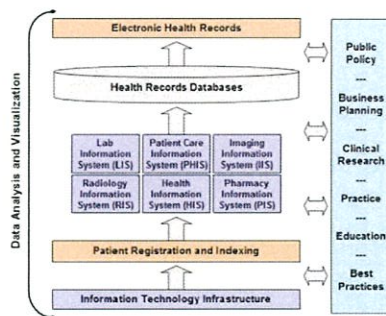 Data Analysis and Visualization
Electronic Health Records
Health Records Databases
Lab
Information
System (LIS)
Patient Care
Information
System (PHIS)
Imaging
Information
System (IIS)
Radiology
Information
System (RIS)
Health
Information
System (HIS)
Pharmacy
Information
System (PIS)
Patient Registration and Indexing
Information Technology Infrastructure
Public
Policy
---
Business
Planning
---
Clinical
Research
---
Practice
---
Education
---
Best
Practices